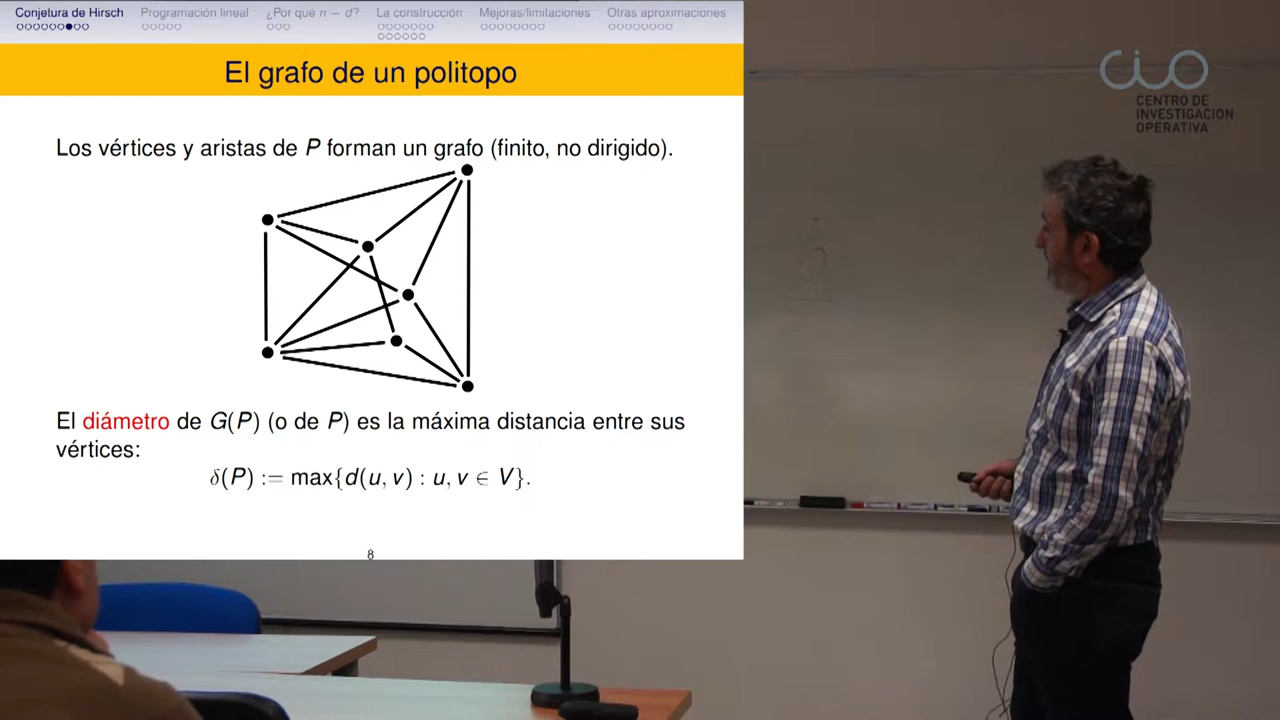 Conjetura de Hirsch Programación lineal ¿Por qué n − d? La construcción Mejoras/limitaciones Otras aproximaciones
El grafo de un politopo
Los vértices y aristas de P forman un grafo (finito, no dirigido).
El diámetro de G(P) (o de P) es la máxima distancia entre sus
vértices:
δ(P) := max{d(u, v) : u, v ∈ V}.
8
CIO
CENTRO DE
INVESTIGACION
OPERATIVA